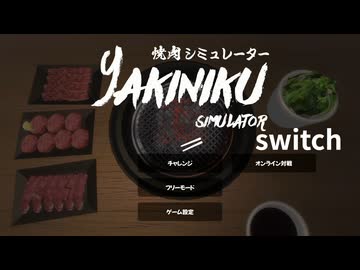 焼肉シミュレーター
YAKINIKU
SIMULATOR
switch
チャレンジ
オンライン対戦
フリーモード
ゲーム設定